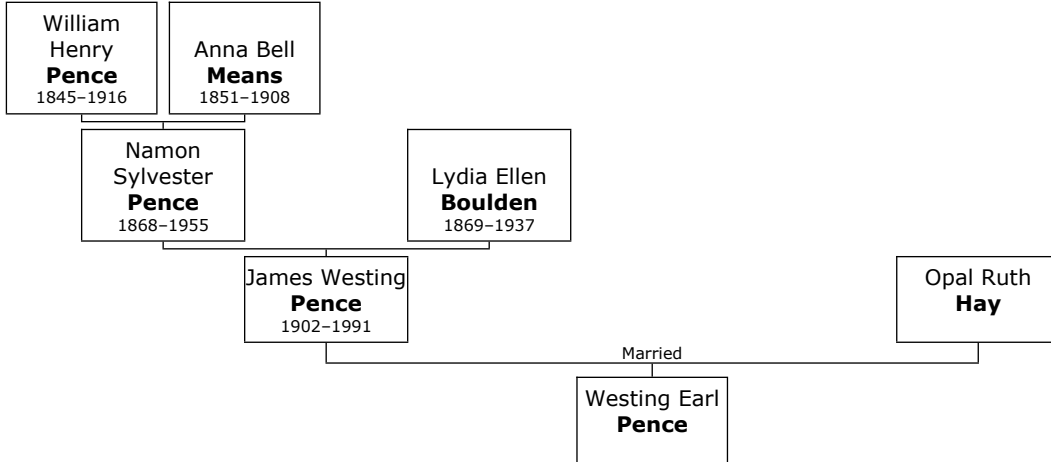 William
Henry
Pence
1845–1916
Anna Bell
Means
1851–1908
Namon
Sylvester
Pence
1868–1955
Lydia Ellen
Boulden
1869–1937
James Westing
Pence
1902–1991
Opal Ruth
Hay
Married
Westing Earl
Pence